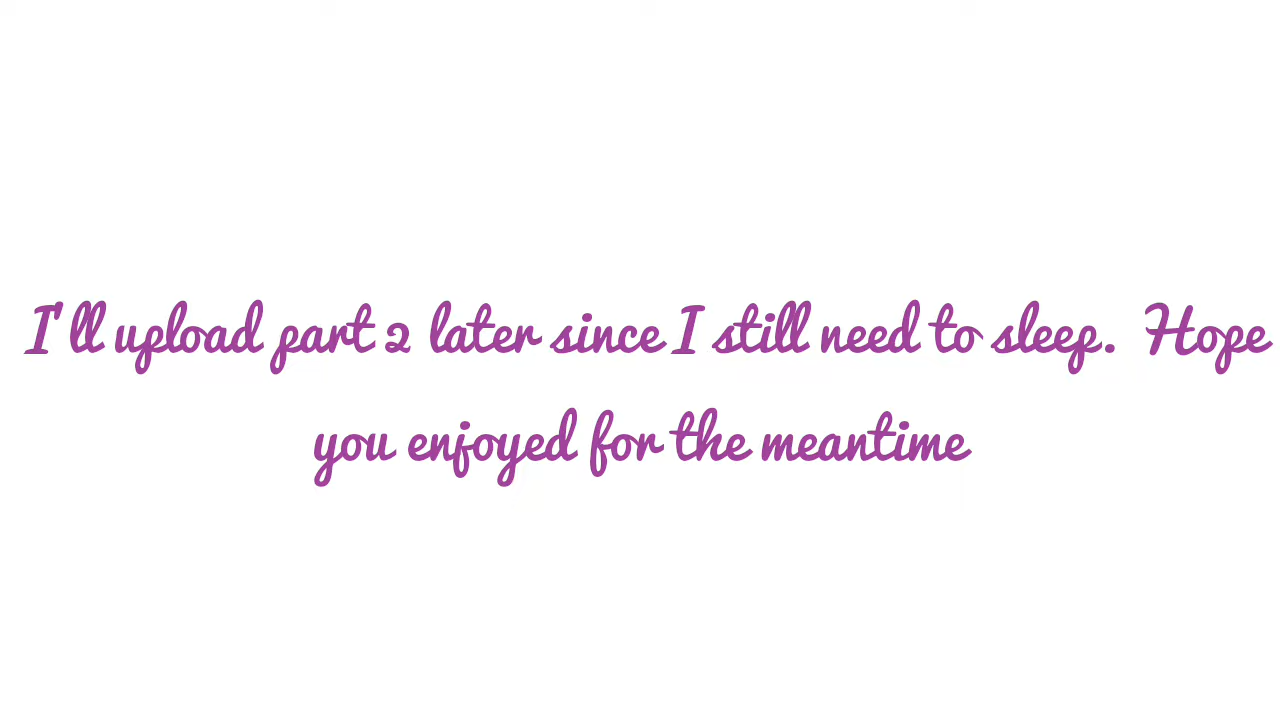 I'll upload part 2 later since I still need to sleep. Hope
you enjoyed for the meantime